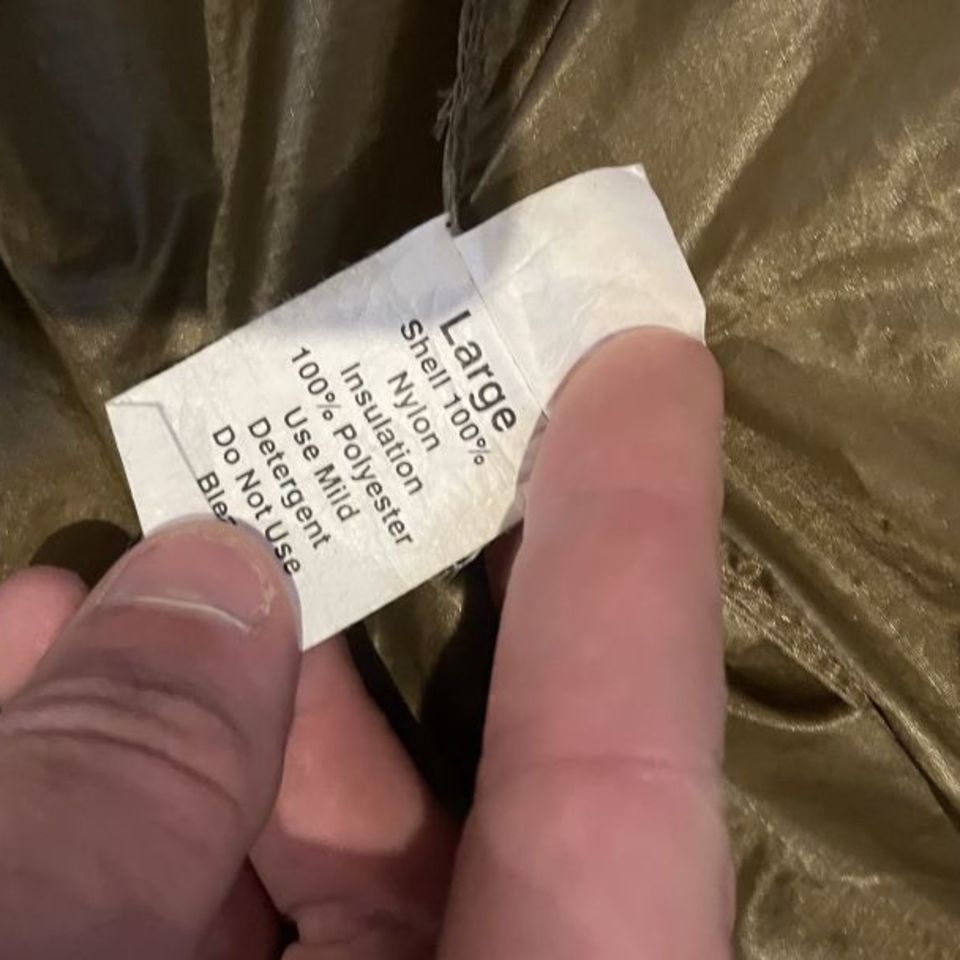 Large
Shell 100%
Nylon
Insulation
100% Polyester
Use Mild
Detergent
Do Not Use